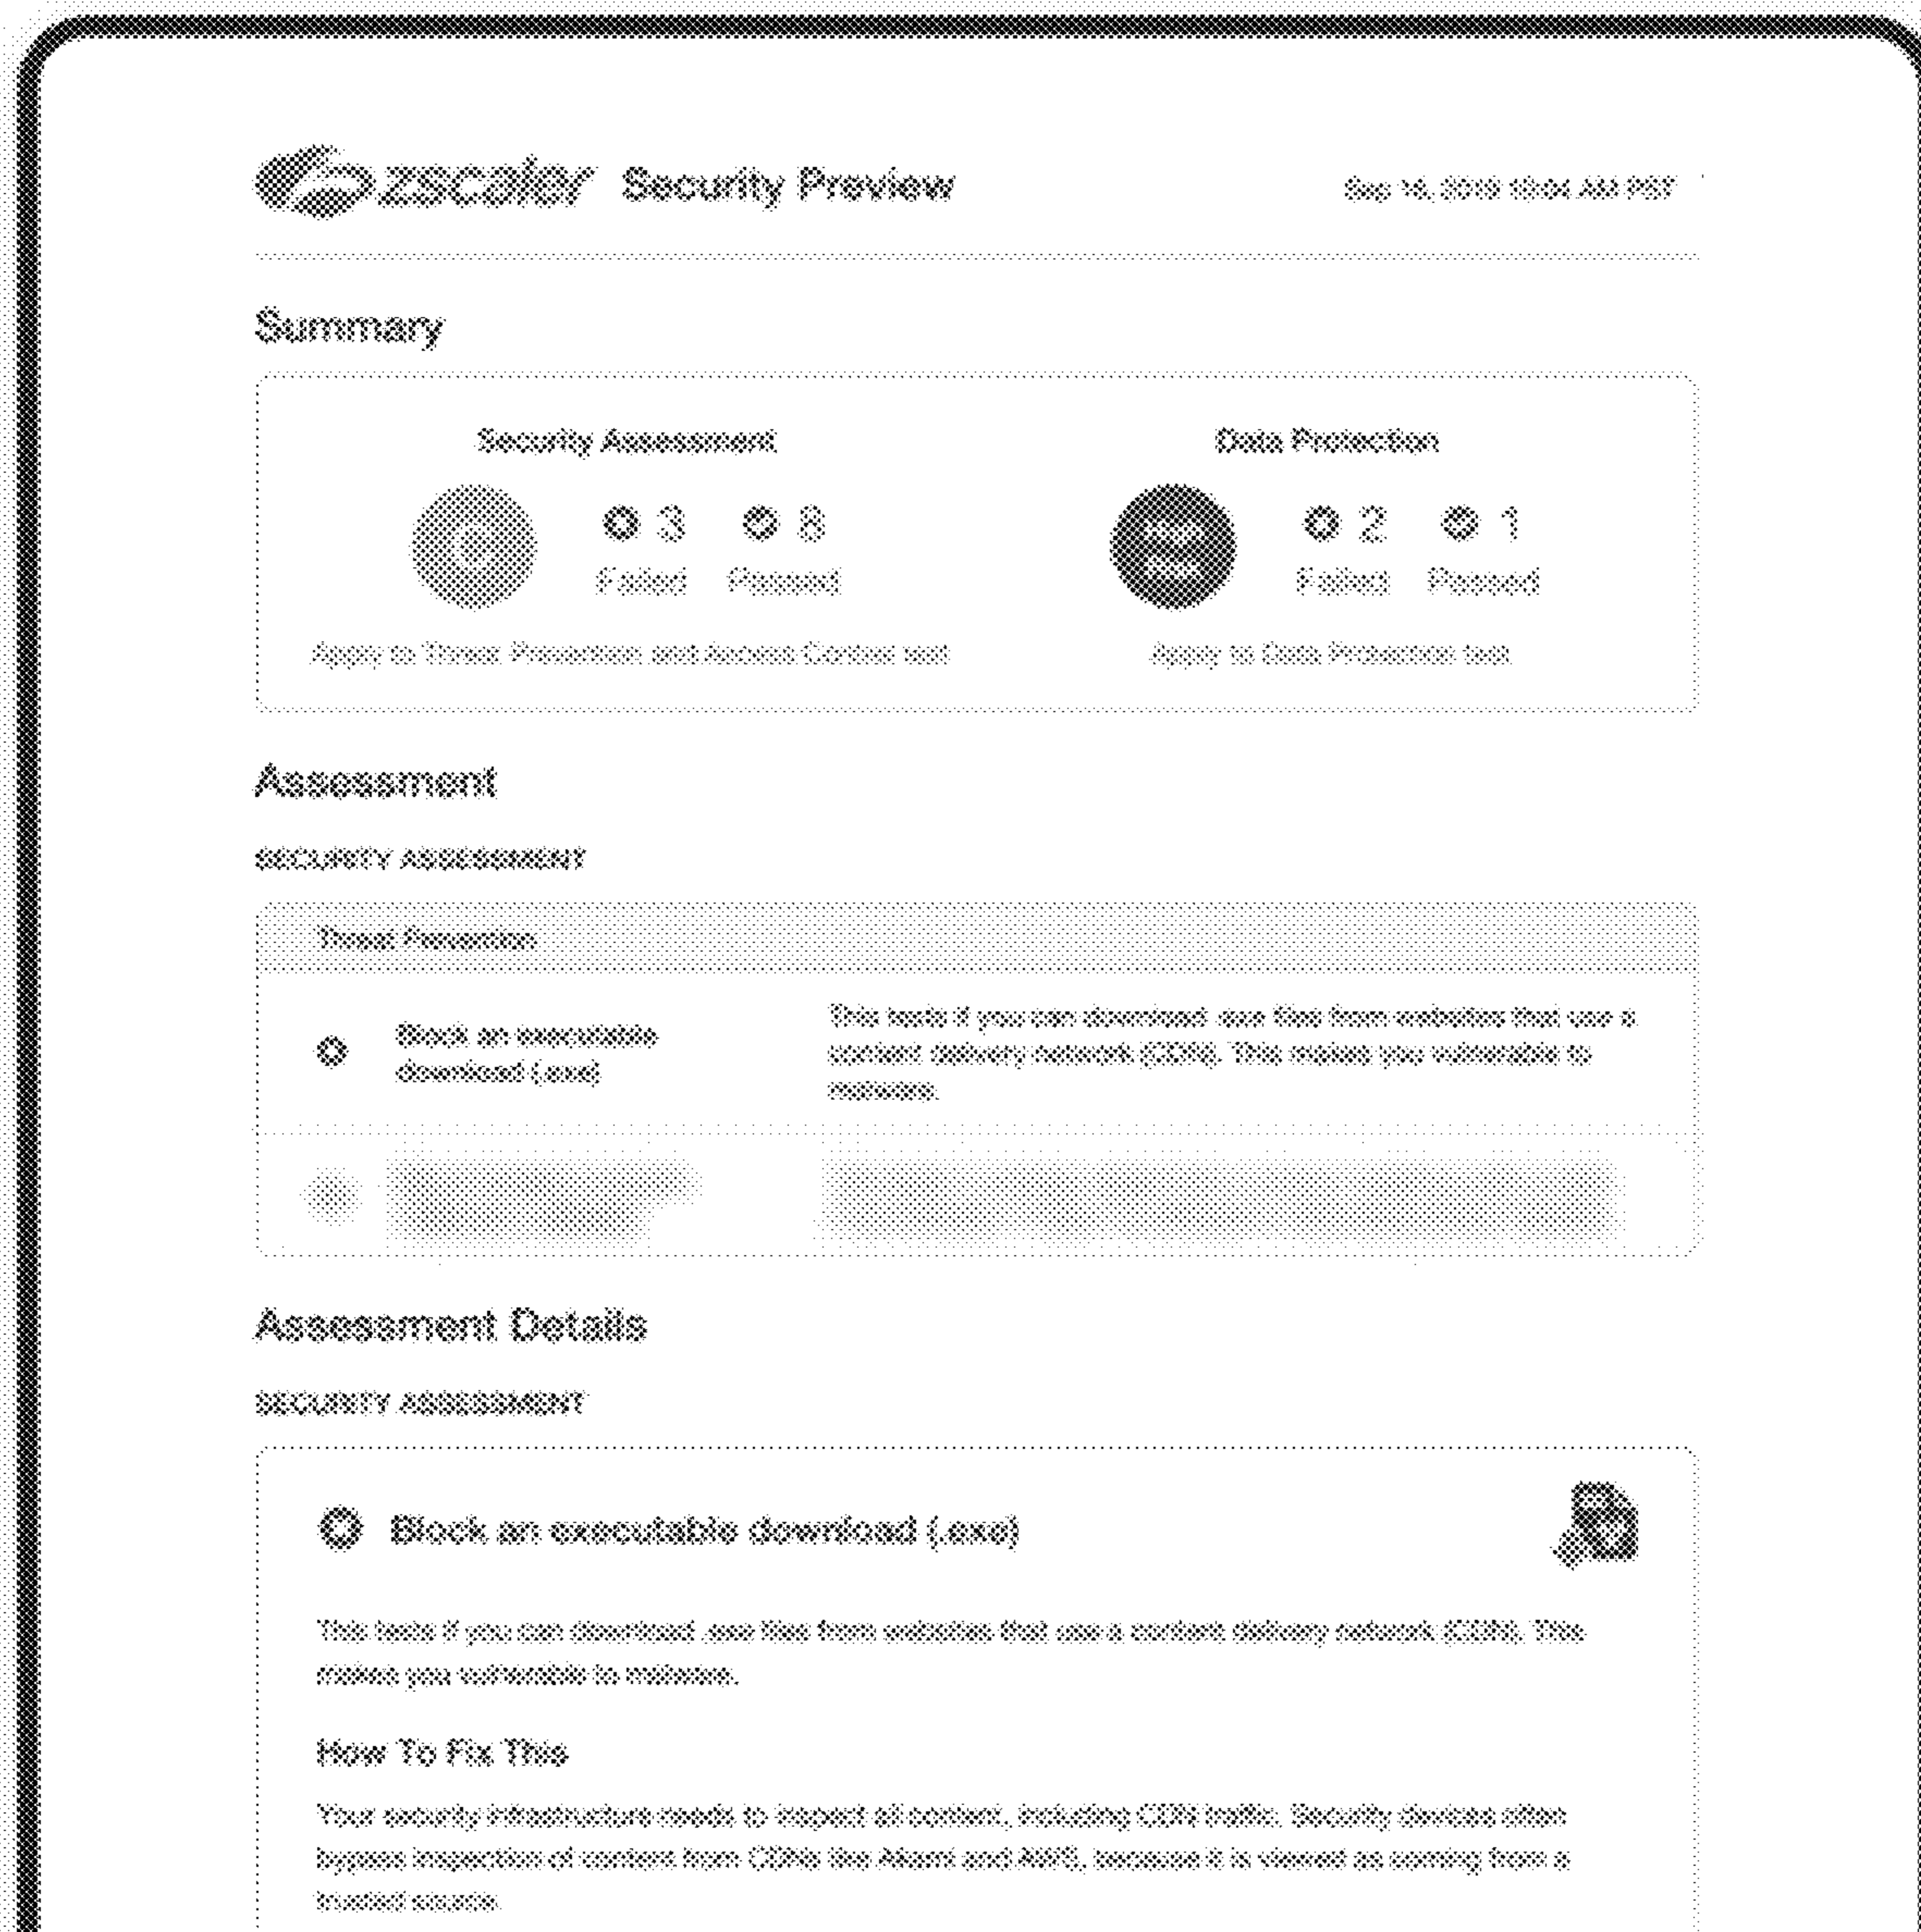 zscaler Security Preview
Summary
Security Assessment
Data Protection
3
8
2
1
Failed
Passed
Failed
Passed
Apply to Threat Prevention and Access Control test
Apply to Data Protection test
Assessment
SECURITY ASSESSMENT
Threat Prevention
Block an executable
download (.exe)
This tests if you can download .exe files from websites that use a
content delivery network (CDN). This makes you vulnerable to
malware.
Assessment Details
SECURITY ASSESSMENT
Block an executable download (.exe)
This tests if you can download .exe files from websites that use a content delivery network (CDN). This
makes you vulnerable to malware.
How To Fix This
Your security infrastructure needs to inspect all content, including CDN traffic. Security devices often
bypass inspection of content from CDNs like Akami and AWS, because it is viewed as coming from a
trusted source.